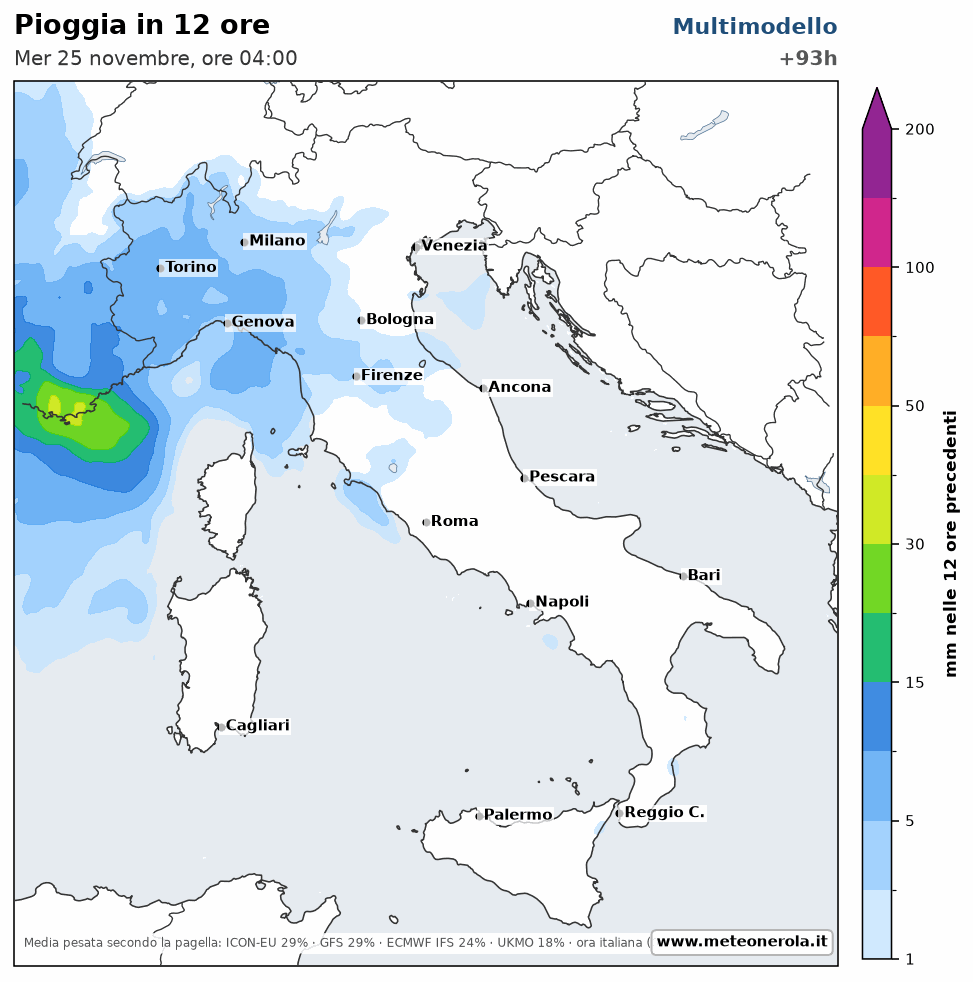 Pioggia in 12 ore
Multimodello
Mer 25 novembre, ore 04:00
+93h
200
100
50
30
15
5
1
mm nelle 12 ore precedenti
Milano
Venezia
Torino
Genova
Bologna
Firenze
Ancona
Pescara
Roma
Bari
Napoli
Cagliari
Palermo
Reggio C.
Media pesata secondo la pagella: ICON-EU 29% · GFS 29% · ECMWF IFS 24% · UKMO 18% · ora italiana (
www.meteonerola.it